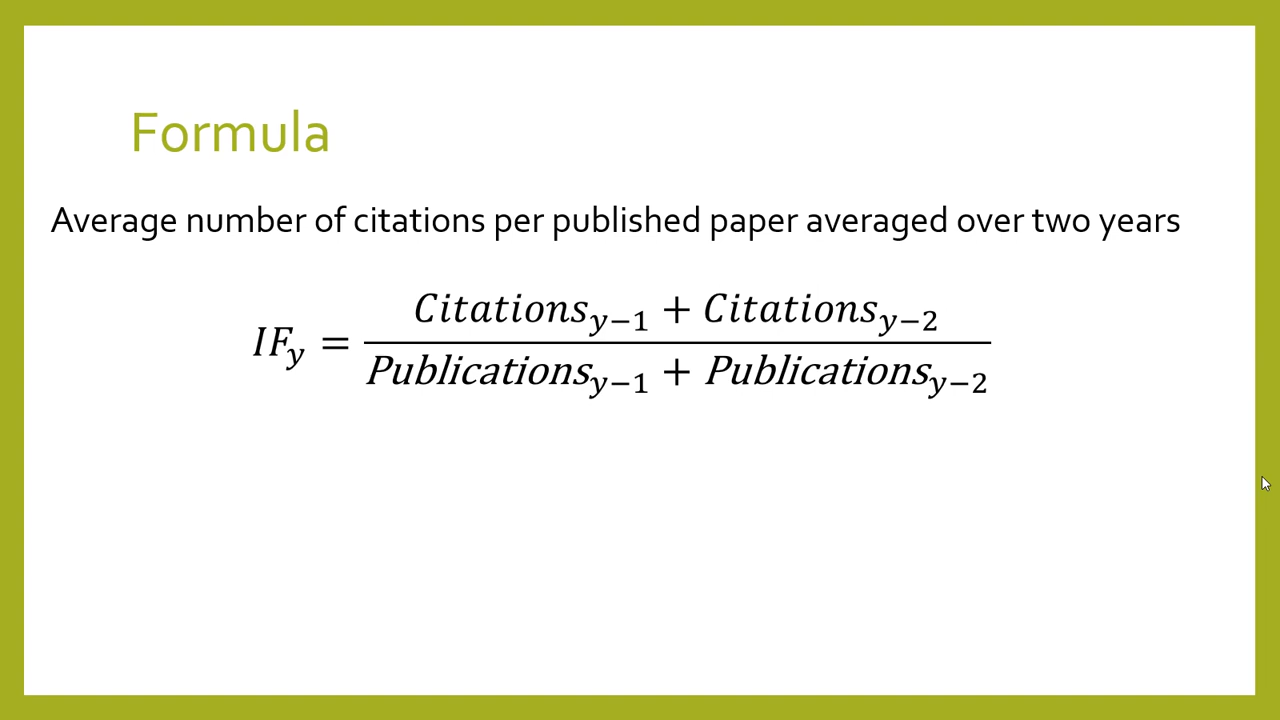 Formula
Average number of citations per published paper averaged over two years
$IF_y = \frac{Citations_{y-1} + Citations_{y-2}}{Publications_{y-1} + Publications_{y-2}}$